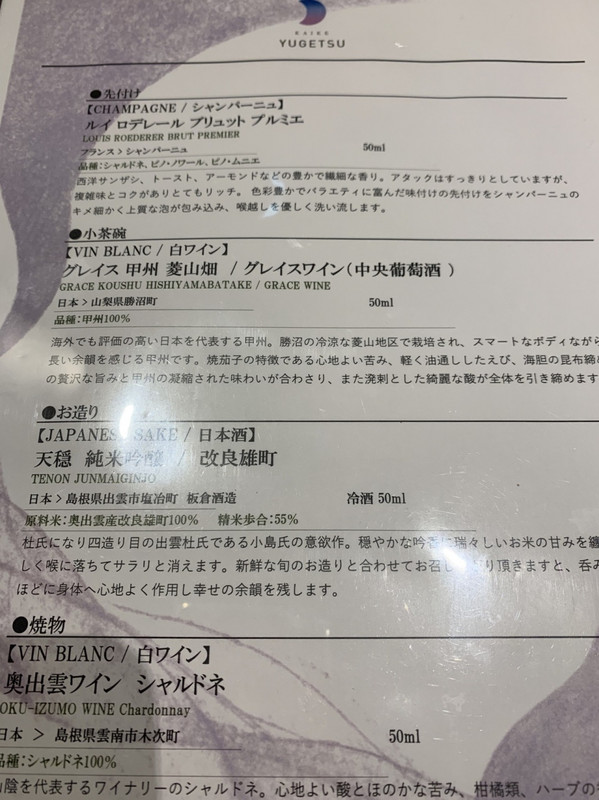 KAIKE
YUGETSU
●先付け
【CHAMPAGNE / シャンパーニュ】
ルイ ロデレール ブリュット プルミエ
LOUIS ROEDERER BRUT PREMIER
フランス > シャンパーニュ 50ml
品種：シャルドネ、ピノ・ノワール、ピノ・ムニエ
西洋サンザシ、トースト、アーモンドなどの豊かで繊細な香り。アタックはすっきりとしていますが、
複雑味とコクがありとてもリッチ。 色彩豊かでバラエティに富んだ味付けの先付けをシャンパーニュの
キメ細かく上質な泡が包み込み、喉越しを優しく洗い流します。
●小茶碗
【VIN BLANC / 白ワイン】
グレイス 甲州 菱山畑 / グレイスワイン（中央葡萄酒 ）
GRACE KOUSHU HISHIYAMABATAKE / GRACE WINE
日本 > 山梨県勝沼町 50ml
品種：甲州100%
海外でも評価の高い日本を代表する甲州。勝沼の冷涼な菱山地区で栽培され、スマートなボディなから
長い余韻を感じる甲州です。焼茄子の特徴である心地よい苦み、軽く油通ししたえび、海胆の昆布締め
の贅沢な旨みと甲州の凝縮された味わいが合わさり、また溌剌とした綺麗な酸が全体を引き締めます
●お造り
【JAPANESE SAKE / 日本酒】
天穏 純米吟醸 / 改良雄町
TENON JUNMAIGINJO
日本 > 島根県出雲市塩冶町 板倉酒造 冷酒 50ml
原料米：奥出雲産改良雄町100% 精米歩合：55%
杜氏になり四造り目の出雲杜氏である小島氏の意欲作。穏やかな吟香に瑞々しいお米の甘みを纏
しく喉に落ちてサラリと消えます。新鮮な旬のお造りと合わせてお召し上がり頂きますと、呑み
ほどに身体へ心地よく作用し幸せの余韻を残します。
●焼物
【VIN BLANC / 白ワイン】
奥出雲ワイン シャルドネ
OKU-IZUMO WINE Chardonnay
日本 > 島根県雲南市木次町 50ml
品種：シャルドネ100%
山陰を代表するワイナリーのシャルドネ。心地よい酸とほのかな苦み、柑橘類、ハーブの